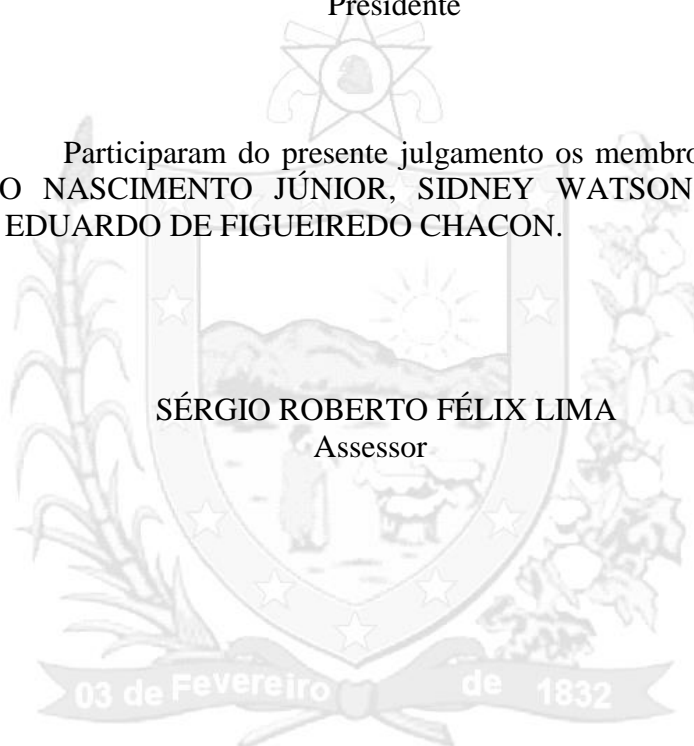 Presidente
Participaram do presente julgamento os membro
O NASCIMENTO JÚNIOR, SIDNEY WATSON
EDUARDO DE FIGUEIREDO CHACON.
SÉRGIO ROBERTO FÉLIX LIMA
Assessor
03 de Fevereiro de 1832